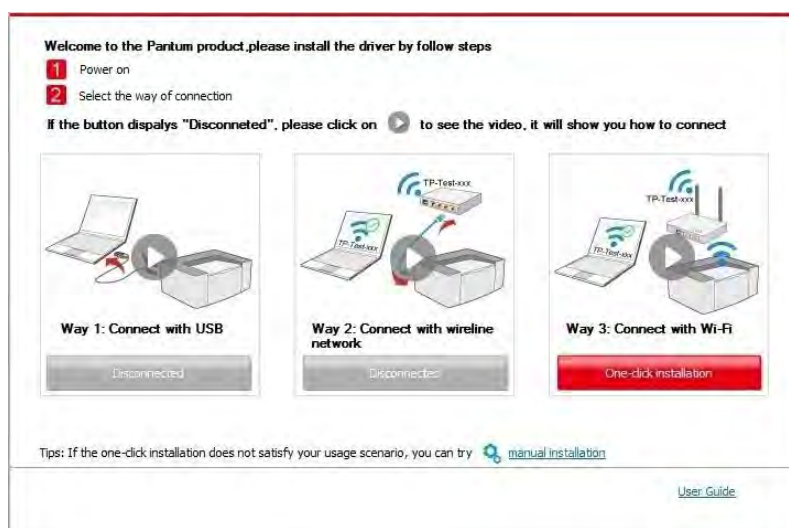 Welcome to the Pantum product,please install the driver by follow steps
1 Power on
2 Select the way of connection
If the button dispalys "Disconneted", please click on to see the video, it will show you how to connect
TP-Test-xxx
TP-Test-xxx
TP-Test-xxx
TP-Test-xxx
Way 1: Connect with USB
Way 2: Connect with wireline
network
Way 3: Connect with Wi-Fi
Disconnected
Disconnected
One-click installation
Tips: If the one-click installation does not satisfy your usage scenario, you can try manual installation
User Guide